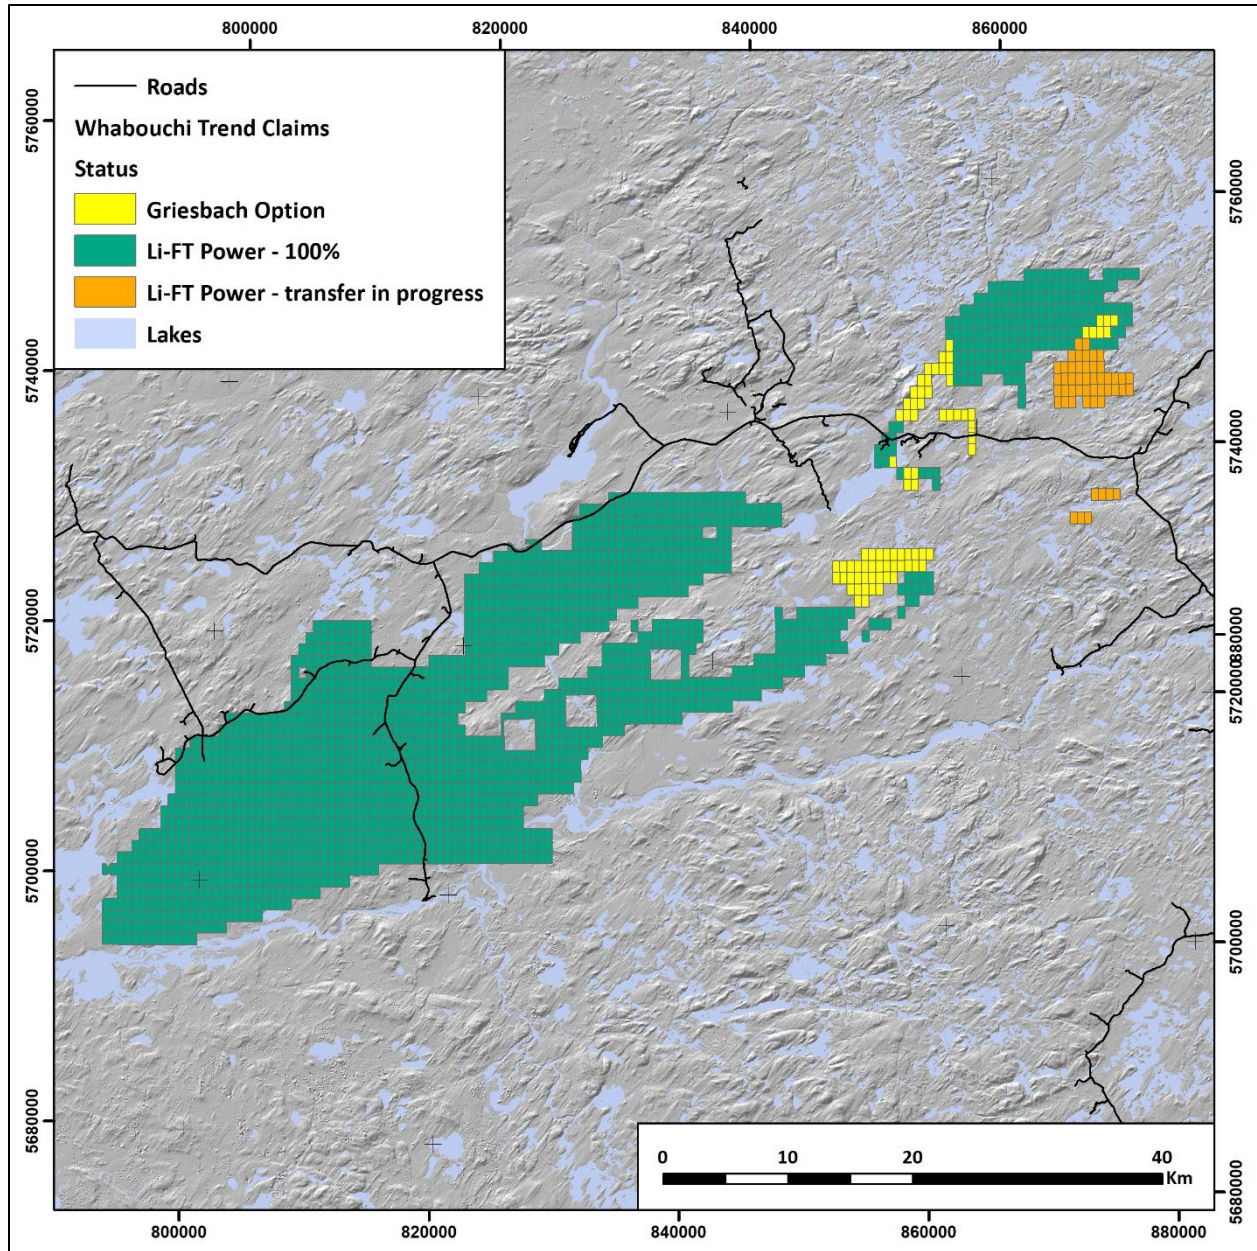 800000 820000 840000 860000
Roads
Whabouchi Trend Claims
Status
Griesbach Option
Li-FT Power - 100%
Li-FT Power - transfer in progress
Lakes
5760000
5740000
5720000
5700000
5680000
5760000
5740000
880000
5720000
5700000
5680000
0 10 20 40
Km
800000 820000 840000 860000 880000